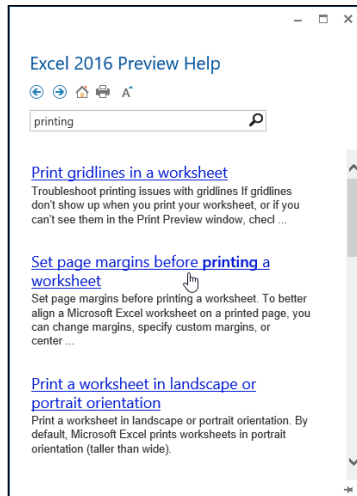 Excel 2016 Preview Help
A
printing
Print gridlines in a worksheet
Troubleshoot printing issues with gridlines If gridlines
don't show up when you print your worksheet, or if you
can't see them in the Print Preview window, checl ...
Set page margins before printing a
worksheet
Set page margins before printing a worksheet. To better
align a Microsoft Excel worksheet on a printed page, you
can change margins, specify custom margins, or
center ...
Print a worksheet in landscape or
portrait orientation
Print a worksheet in landscape or portrait orientation. By
default, Microsoft Excel prints worksheets in portrait
orientation (taller than wide).